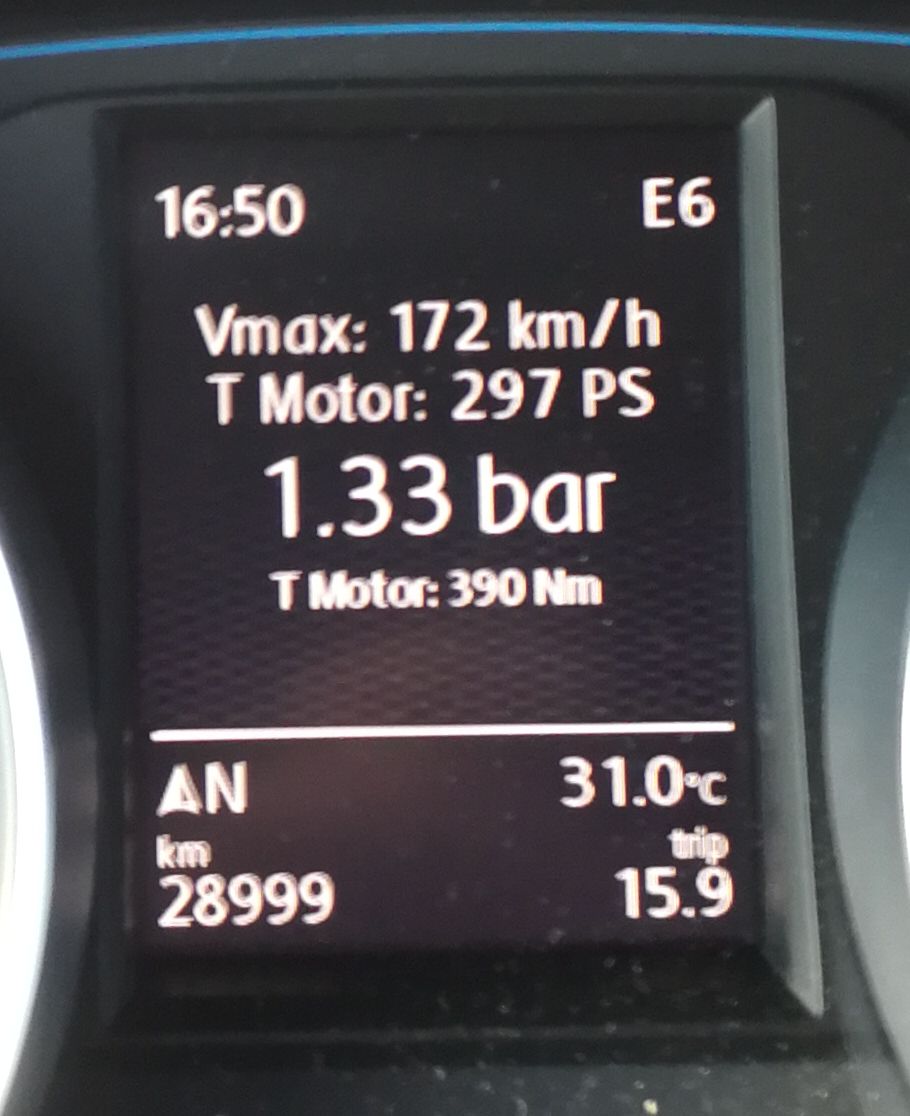 16:50 E6
Vmax: 172 km/h
T Motor: 297 PS
1.33 bar
T Motor: 390 Nm
AN 31.0°C
km trip
28999 15.9